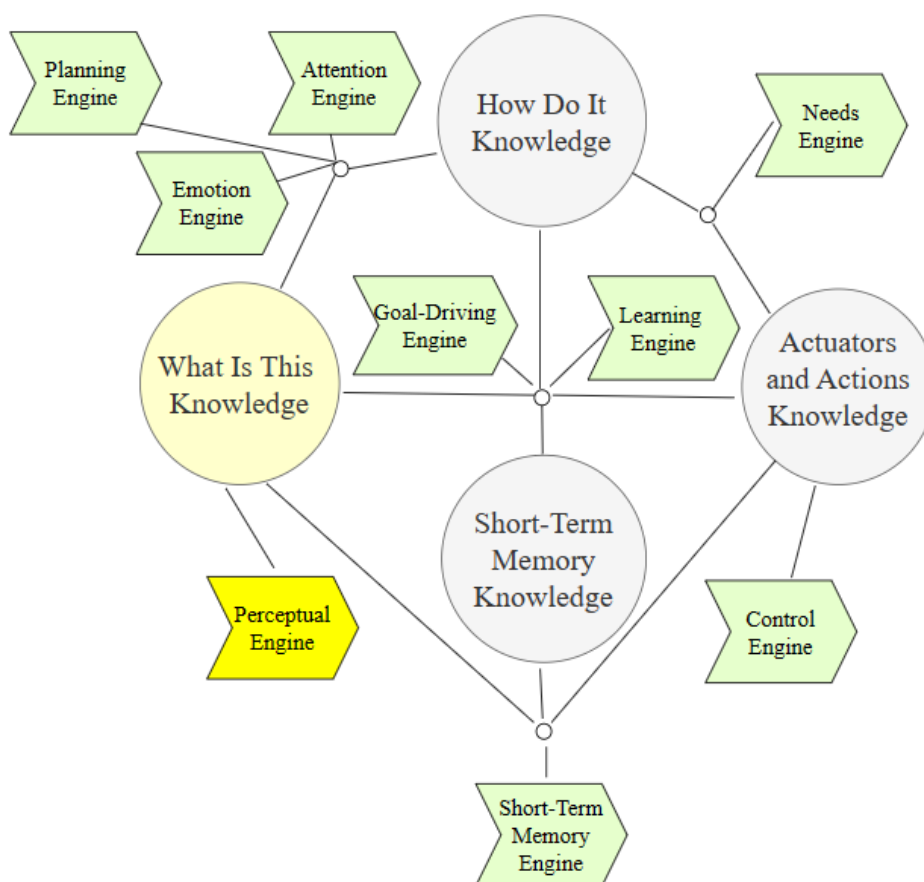 Planning
Engine
Attention
Engine
How Do It
Knowledge
Needs
Engine
Emotion
Engine
Goal-Driving
Engine
Learning
Engine
What Is This
Knowledge
Actuators
and Actions
Knowledge
Short-Term
Memory
Knowledge
Perceptual
Engine
Control
Engine
Short-Term
Memory
Engine